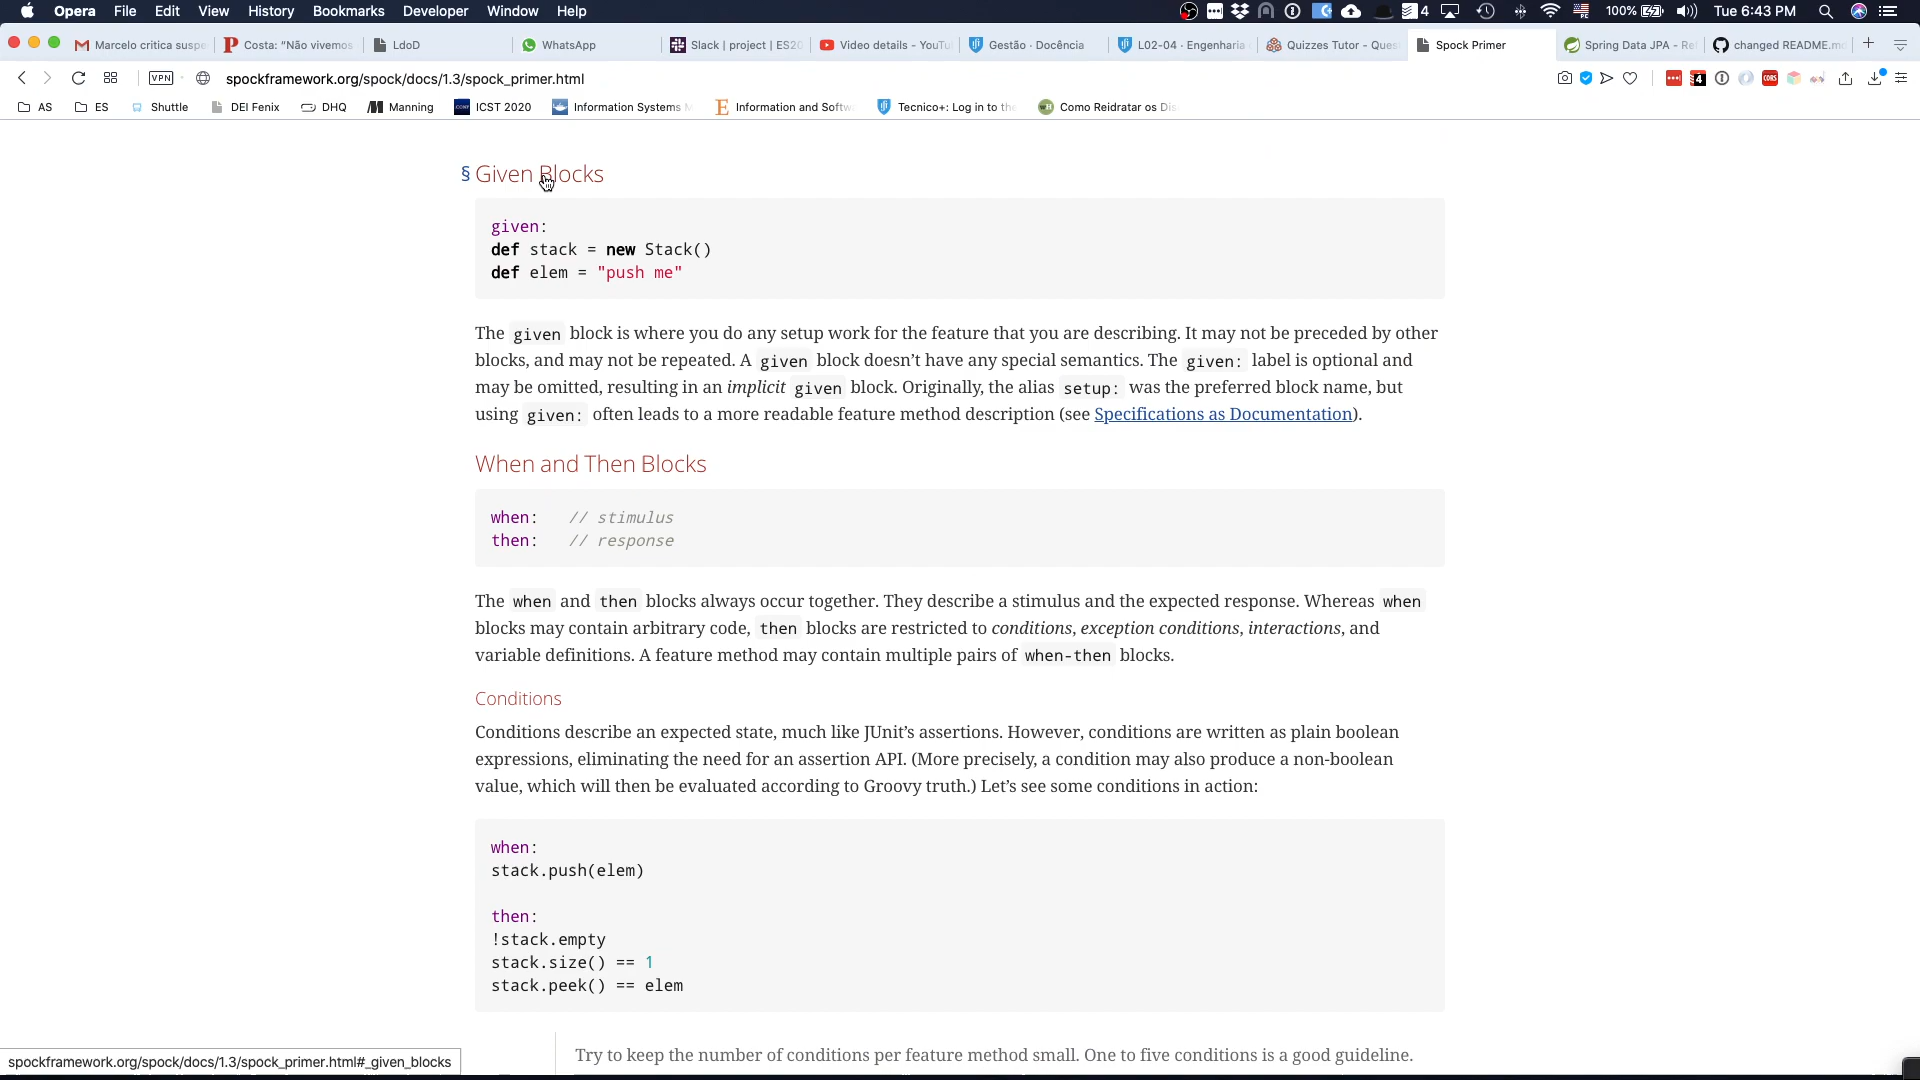 Opera File Edit View History Bookmarks Developer Window Help 4 100% Tue 6:43 PM
Marcelo critica suspe Costa: “Não vivemos LdoD WhatsApp Slack | project | ES20 Video details - YouTu Gestão · Docência L02-04 · Engenharia Quizzes Tutor - Ques Spock Primer Spring Data JPA - Ref changed README.md
VPN spockframework.org/spock/docs/1.3/spock_primer.html
AS ES Shuttle DEI Fenix DHQ Manning ICST 2020 Information Systems Information and Softw Tecnico+: Log in to the Como Reidratar os Dis
§ Given Blocks
given:
def stack = new Stack()
def elem = "push me"
The given block is where you do any setup work for the feature that you are describing. It may not be preceded by other
blocks, and may not be repeated. A given block doesn’t have any special semantics. The given: label is optional and
may be omitted, resulting in an implicit given block. Originally, the alias setup: was the preferred block name, but
using given: often leads to a more readable feature method description (see Specifications as Documentation).
When and Then Blocks
when: // stimulus
then: // response
The when and then blocks always occur together. They describe a stimulus and the expected response. Whereas when
blocks may contain arbitrary code, then blocks are restricted to conditions, exception conditions, interactions, and
variable definitions. A feature method may contain multiple pairs of when-then blocks.
Conditions
Conditions describe an expected state, much like JUnit’s assertions. However, conditions are written as plain boolean
expressions, eliminating the need for an assertion API. (More precisely, a condition may also produce a non-boolean
value, which will then be evaluated according to Groovy truth.) Let’s see some conditions in action:
when:
stack.push(elem)
then:
!stack.empty
stack.size() == 1
stack.peek() == elem
Try to keep the number of conditions per feature method small. One to five conditions is a good guideline.
spockframework.org/spock/docs/1.3/spock_primer.html#_given_blocks